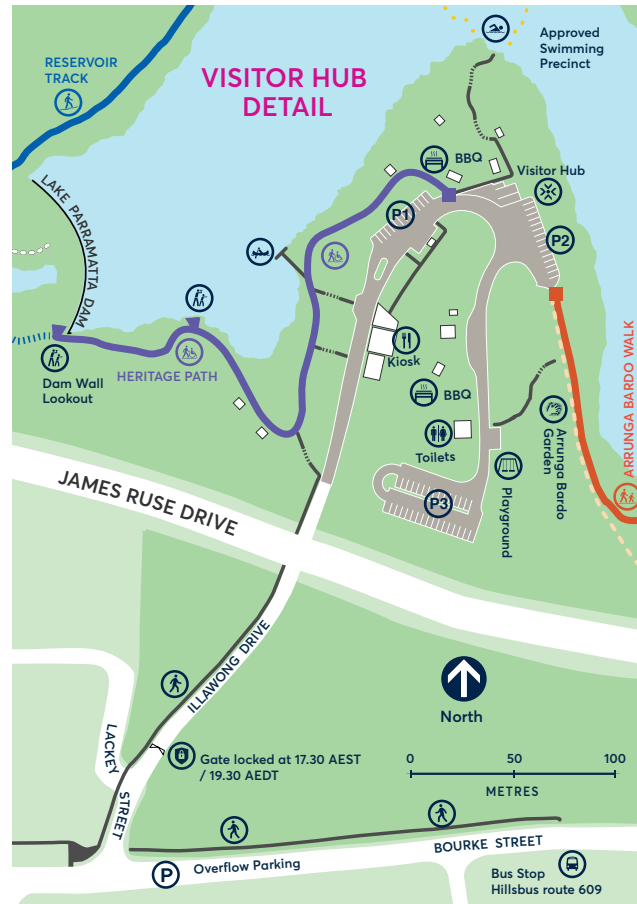 VISITOR HUB
DETAIL
Approved
Swimming
Precinct
RESERVOIR
TRACK
BBQ
Visitor Hub
LAKE PARRAMATTA DAM
P1
P2
Dam Wall
Lookout
HERITAGE PATH
Kiosk
BBQ
Toilets
P3
Playground
Arrunga Bardo
Garden
ARRUNGA BARDO WALK
JAMES RUSE DRIVE
ILLAWONG DRIVE
North
LACKEY
STREET
Gate locked at 17.30 AEST
/ 19.30 AEDT
0 50 100
METRES
BOURKE STREET
P
Overflow Parking
Bus Stop
Hillsbus route 609